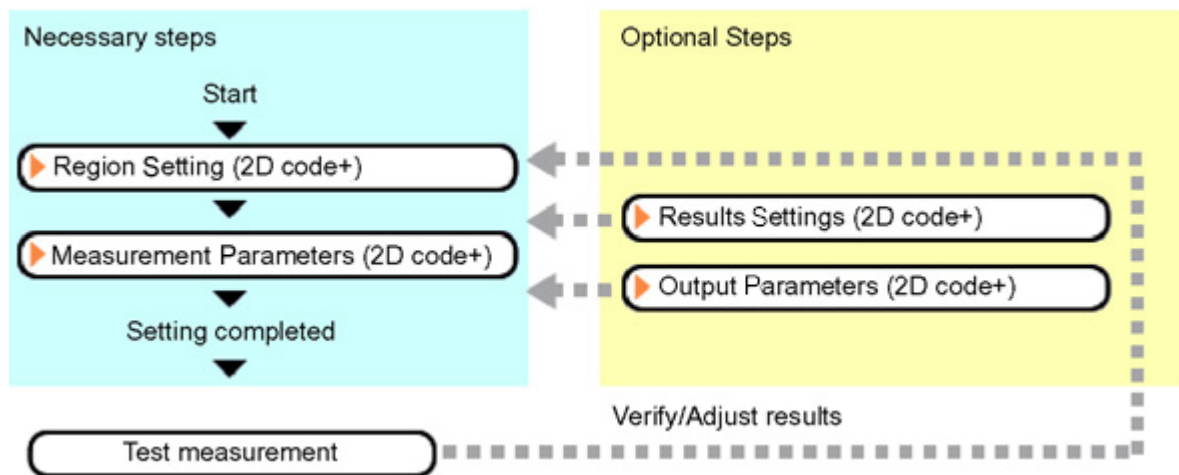 Necessary steps
Start
Region Setting (2D code+)
Measurement Parameters (2D code+)
Setting completed
Test measurement
Optional Steps
Results Settings (2D code+)
Output Parameters (2D code+)
Verify/Adjust results